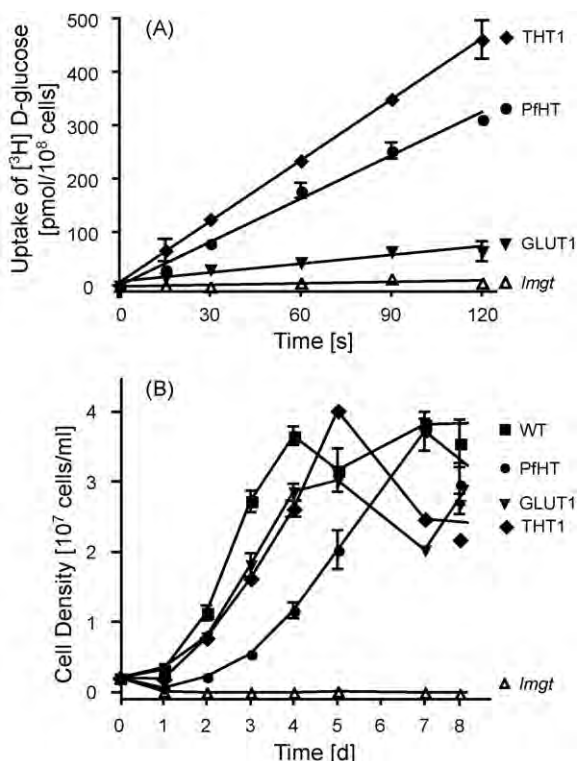 (A)
Uptake of [³H] D-glucose
[pmol/10⁸ cells]
500
400
300
200
100
0
THT1
PfHT
GLUT1
lmgt
0 30 60 90 120
Time [s]
(B)
Cell Density [10⁷ cells/ml]
4
3
2
1
0
WT
PfHT
GLUT1
THT1
lmgt
0 1 2 3 4 5 7 8
Time [d]